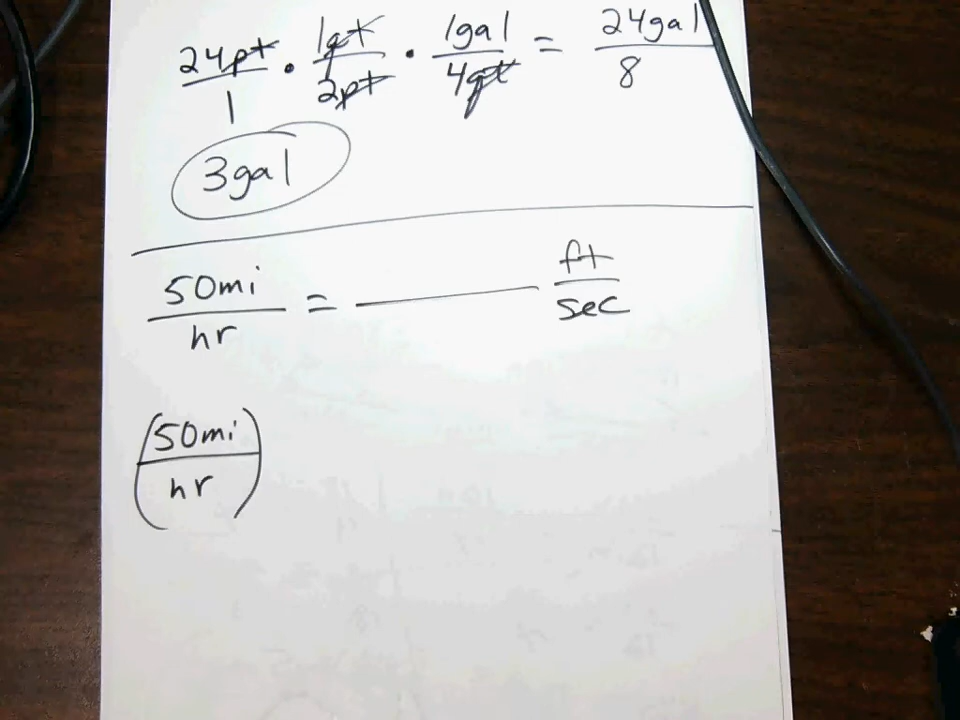 24pt/1 · 1qt/2pt · 1gal/4qt = 24gal/8
3gal
50mi/hr = ______ ft/sec
(50mi/hr)